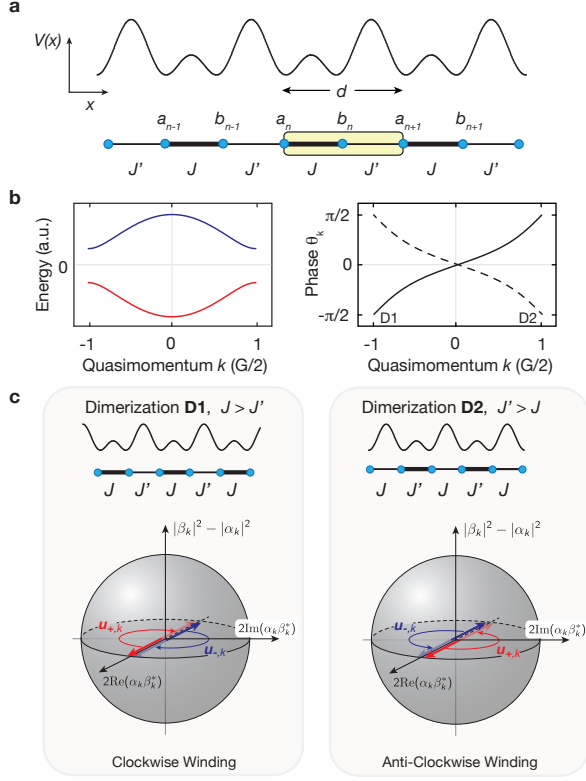 a
V(x)
x
d
a_{n-1} b_{n-1} a_n b_n a_{n+1} b_{n+1}
J' J J' J J' J J'
b
Energy (a.u.)
0
-1 0 1
Quasimomentum k (G/2)
Phase θ_k
π/2
0
-π/2
D1 D2
-1 0 1
Quasimomentum k (G/2)
c
Dimerization D1, J > J'
J J' J J' J
|β_k|² − |α_k|²
u_{+,k}
2Im(α_kβ_k^*)
u_{-,k}
2Re(α_kβ_k^*)
Clockwise Winding
Dimerization D2, J' > J
J J' J J' J
|β_k|² − |α_k|²
u_{-,k}
2Im(α_kβ_k^*)
u_{+,k}
2Re(α_kβ_k^*)
Anti-Clockwise Winding